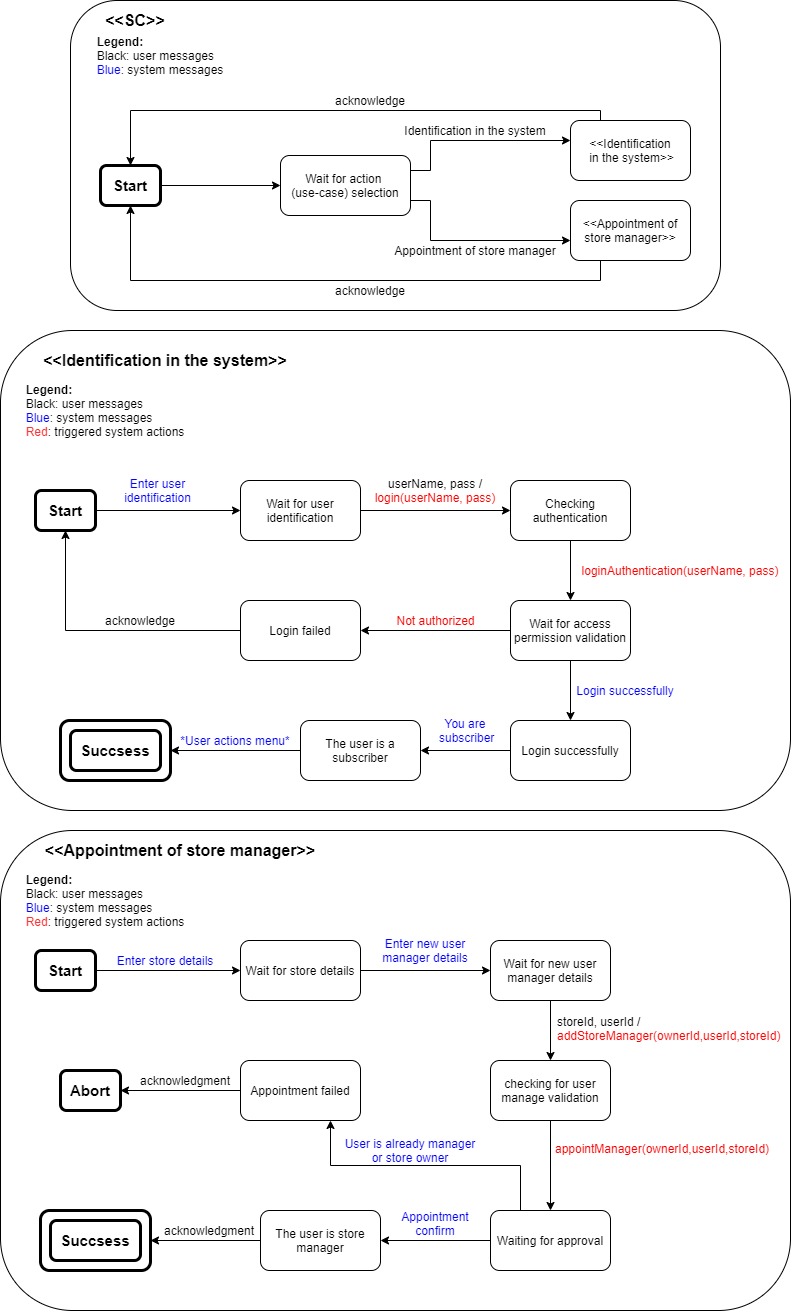 <<SC>>
Legend:
Black: user messages
Blue: system messages
acknowledge
Identification in the system
<<Identification
in the system>>
Start
Wait for action
(use-case) selection
<<Appointment of
store manager>>
Appointment of store manager
acknowledge
<<Identification in the system>>
Legend:
Black: user messages
Blue: system messages
Red: triggered system actions
Start
Enter user
identification
Wait for user
identification
userName, pass /
login(userName, pass)
Checking
authentication
loginAuthentication(userName, pass)
acknowledge
Login failed
Not authorized
Wait for access
permission validation
Login successfully
Succsess
*User actions menu*
The user is a
subscriber
You are
subscriber
Login successfully
<<Appointment of store manager>>
Legend:
Black: user messages
Blue: system messages
Red: triggered system actions
Start
Enter store details
Wait for store details
Enter new user
manager details
Wait for new user
manager details
storeId, userId /
addStoreManager(ownerId,userId,storeId)
Abort
acknowledgment
Appointment failed
checking for user
manage validation
User is already manager
or store owner
appointManager(ownerId,userId,storeId)
Succsess
acknowledgment
The user is store
manager
Appointment
confirm
Waiting for approval